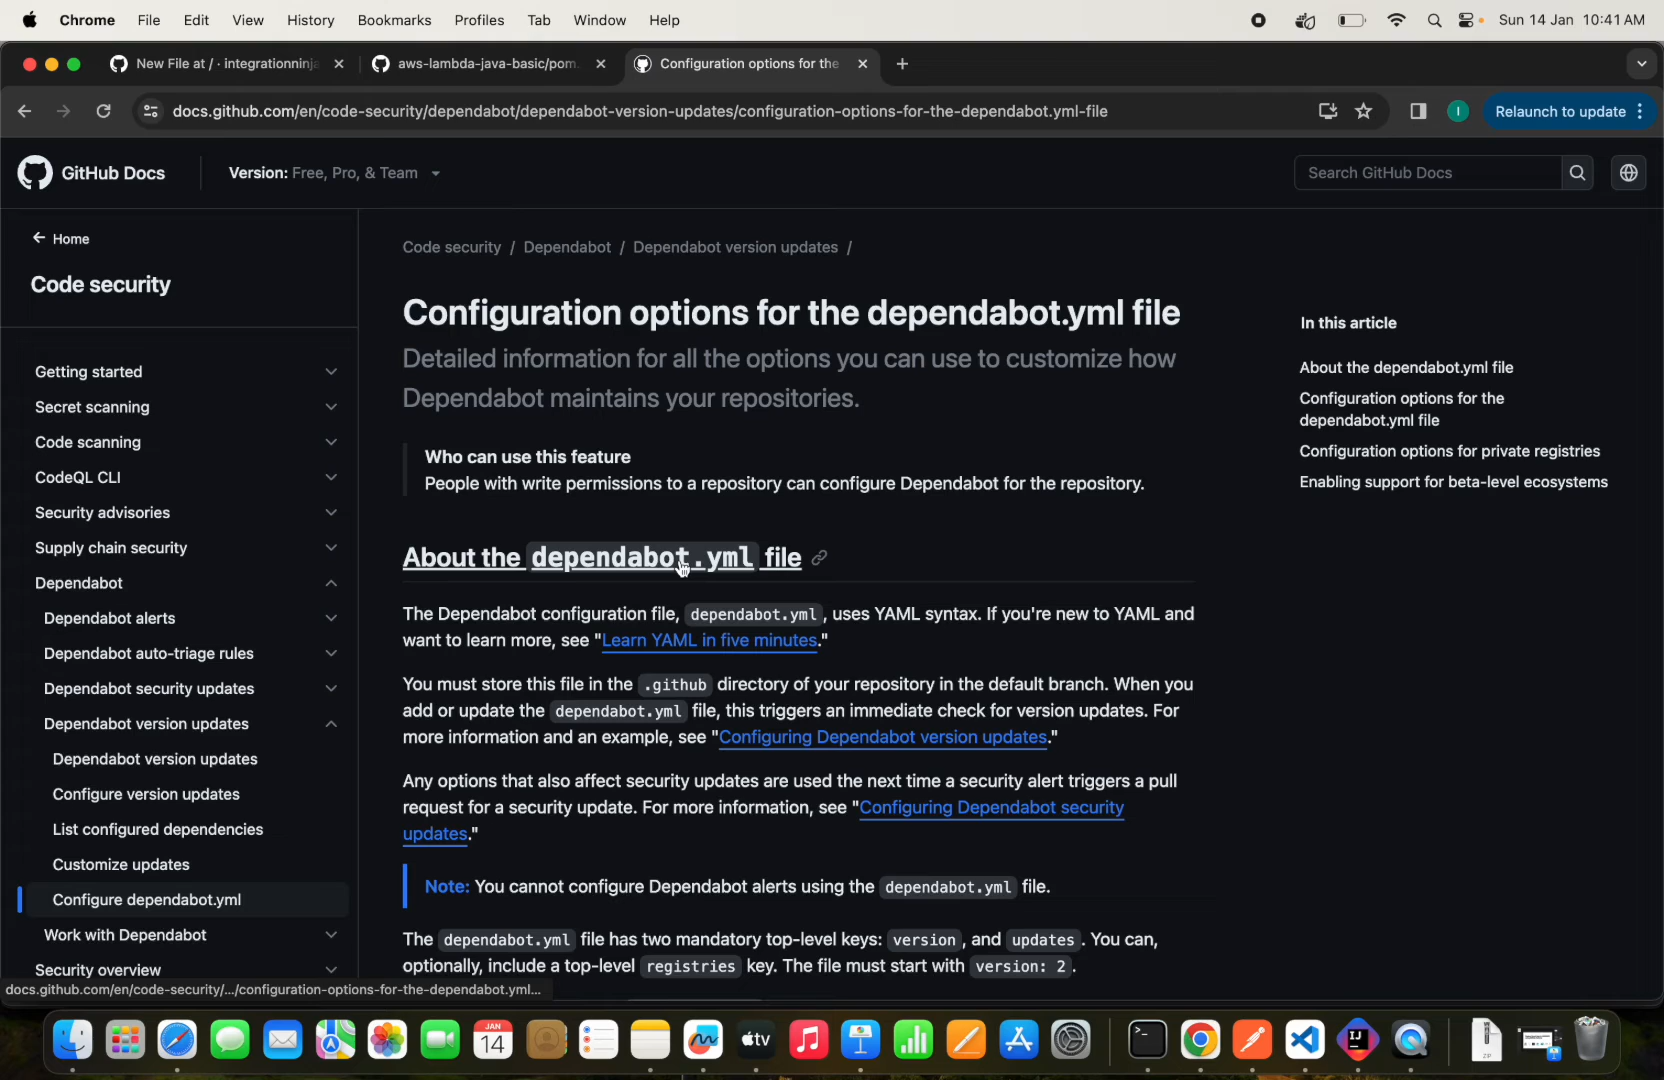 Chrome File Edit View History Bookmarks Profiles Tab Window Help Sun 14 Jan 10:41 AM
New File at / · integrationninja aws-lambda-java-basic/pom. Configuration options for the
docs.github.com/en/code-security/dependabot/dependabot-version-updates/configuration-options-for-the-dependabot.yml-file I Relaunch to update
GitHub Docs Version: Free, Pro, & Team Search GitHub Docs
Home
Code security
Getting started
Secret scanning
Code scanning
CodeQL CLI
Security advisories
Supply chain security
Dependabot
Dependabot alerts
Dependabot auto-triage rules
Dependabot security updates
Dependabot version updates
Dependabot version updates
Configure version updates
List configured dependencies
Customize updates
Configure dependabot.yml
Work with Dependabot
Security overview
docs.github.com/en/code-security/.../configuration-options-for-the-dependabot.yml...
Code security / Dependabot / Dependabot version updates /
Configuration options for the dependabot.yml file
Detailed information for all the options you can use to customize how
Dependabot maintains your repositories.
Who can use this feature
People with write permissions to a repository can configure Dependabot for the repository.
About the dependabot.yml file
The Dependabot configuration file, dependabot.yml, uses YAML syntax. If you're new to YAML and
want to learn more, see "Learn YAML in five minutes."
You must store this file in the .github directory of your repository in the default branch. When you
add or update the dependabot.yml file, this triggers an immediate check for version updates. For
more information and an example, see "Configuring Dependabot version updates."
Any options that also affect security updates are used the next time a security alert triggers a pull
request for a security update. For more information, see "Configuring Dependabot security
updates."
Note: You cannot configure Dependabot alerts using the dependabot.yml file.
The dependabot.yml file has two mandatory top-level keys: version, and updates. You can,
optionally, include a top-level registries key. The file must start with version: 2.
In this article
About the dependabot.yml file
Configuration options for the
dependabot.yml file
Configuration options for private registries
Enabling support for beta-level ecosystems
JAN
14
tv
IJ
ZIP